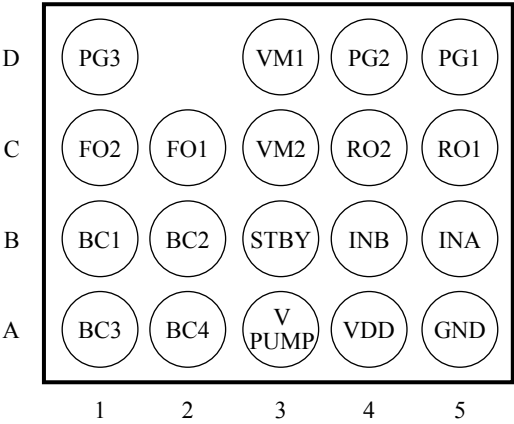 D PG3 VM1 PG2 PG1
C FO2 FO1 VM2 RO2 RO1
B BC1 BC2 STBY INB INA
A BC3 BC4 V PUMP VDD GND
1 2 3 4 5